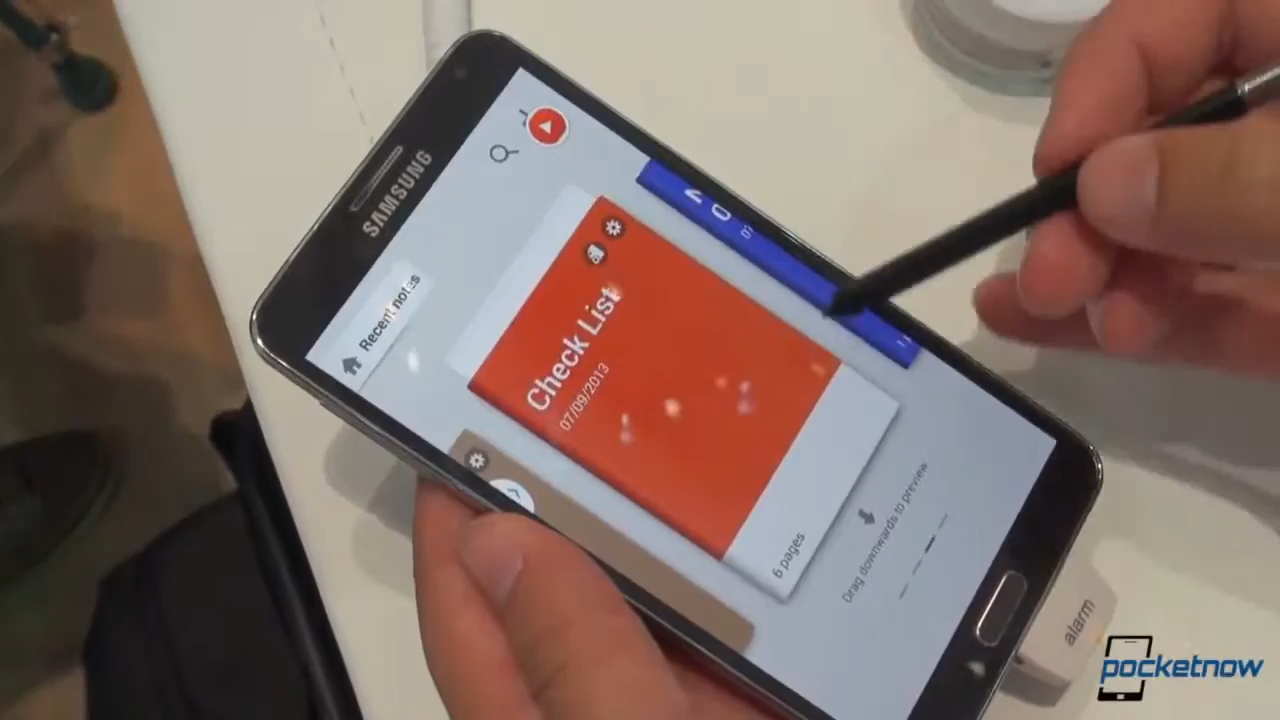 SAMSUNG
Recent notes
Check List
07/09/2013
6 pages
Drag downwards to preview
alarm
pocketnow